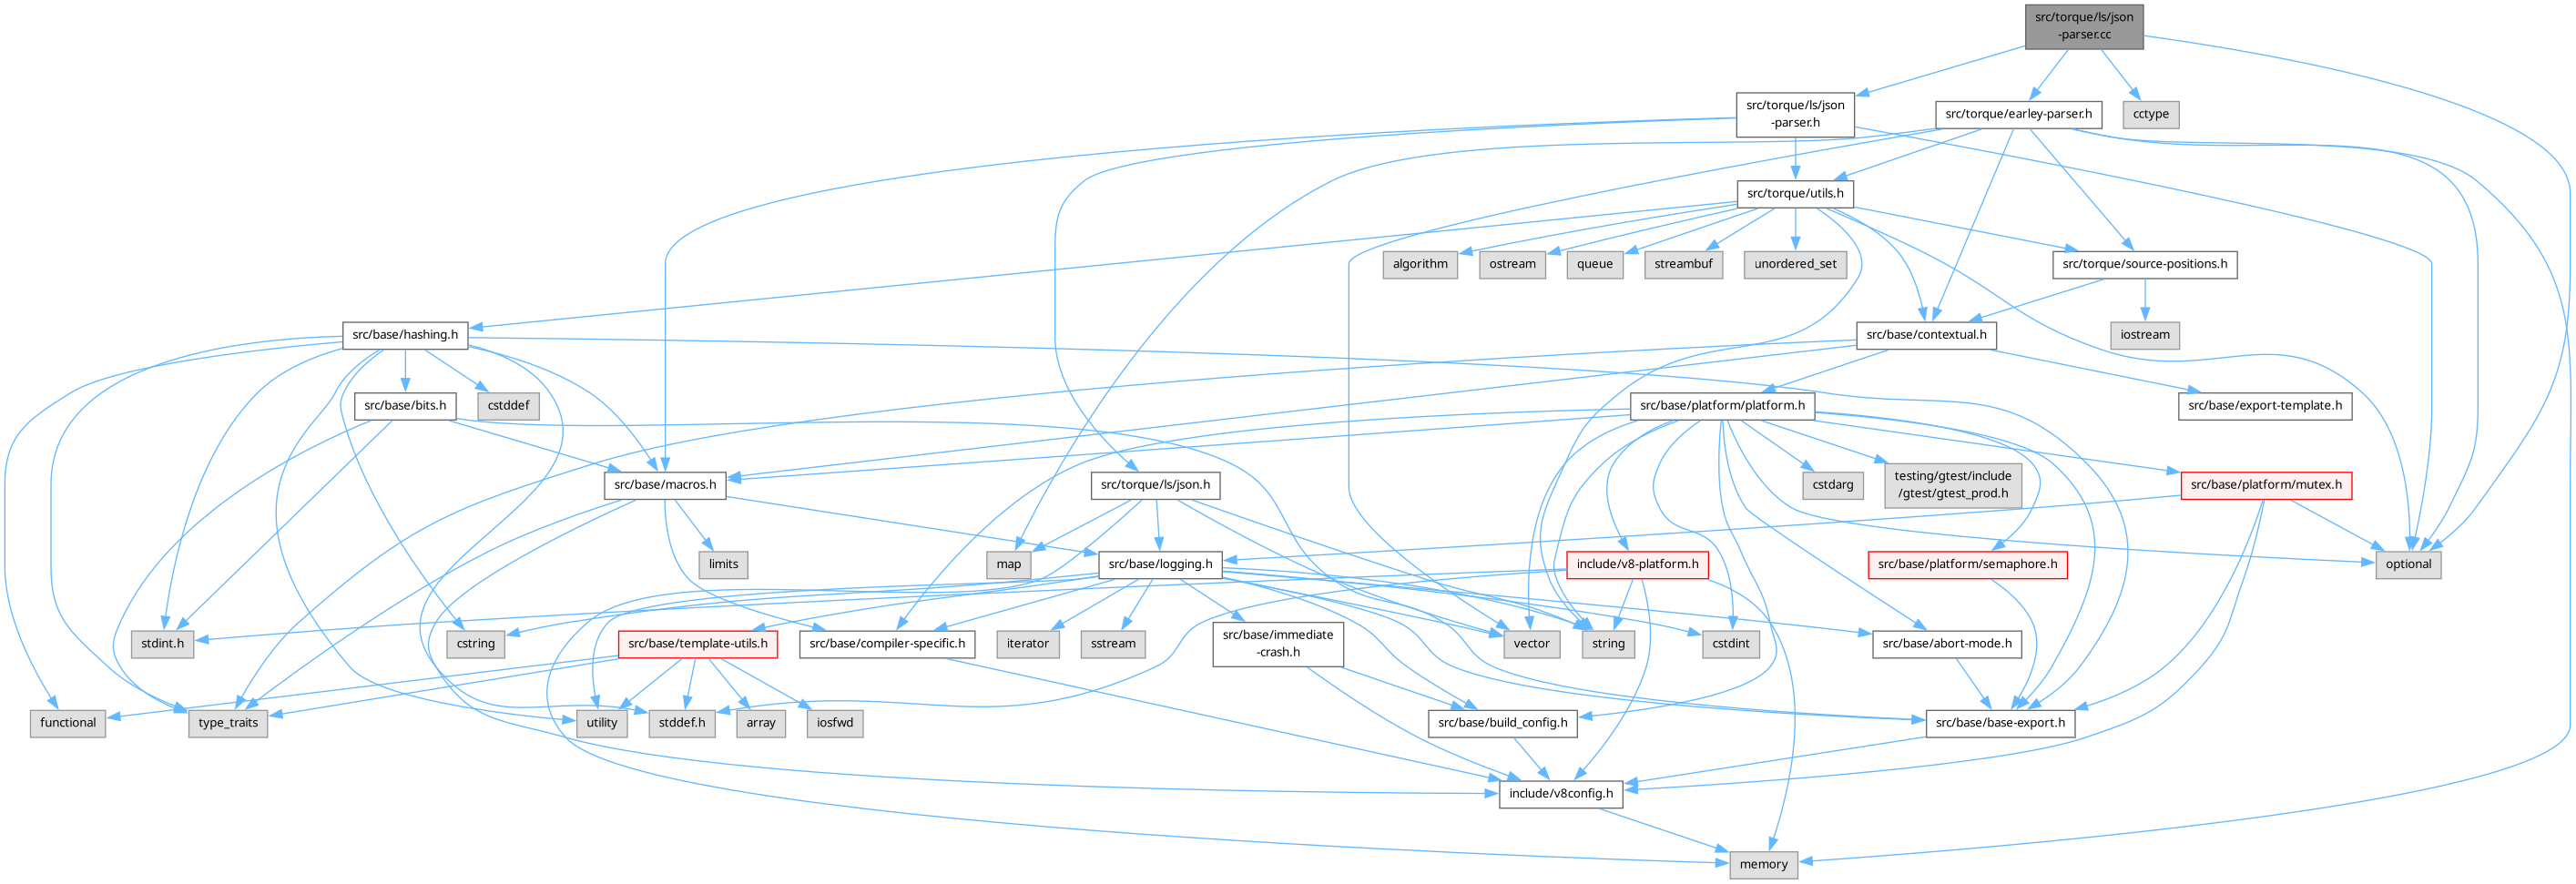 src/torque/ls/json
-parser.cc
src/torque/ls/json
-parser.h
src/torque/earley-parser.h
cctype
src/torque/utils.h
algorithm
ostream
queue
streambuf
unordered_set
src/torque/source-positions.h
src/base/hashing.h
src/base/contextual.h
iostream
src/base/bits.h
cstddef
src/base/platform/platform.h
src/base/export-template.h
src/base/macros.h
src/torque/ls/json.h
cstdarg
testing/gtest/include
/gtest/gtest_prod.h
src/base/platform/mutex.h
limits
map
src/base/logging.h
include/v8-platform.h
src/base/platform/semaphore.h
optional
stdint.h
cstring
src/base/template-utils.h
src/base/compiler-specific.h
iterator
sstream
src/base/immediate
-crash.h
vector
string
cstdint
src/base/abort-mode.h
functional
type_traits
utility
stddef.h
array
iosfwd
src/base/build_config.h
src/base/base-export.h
include/v8config.h
memory